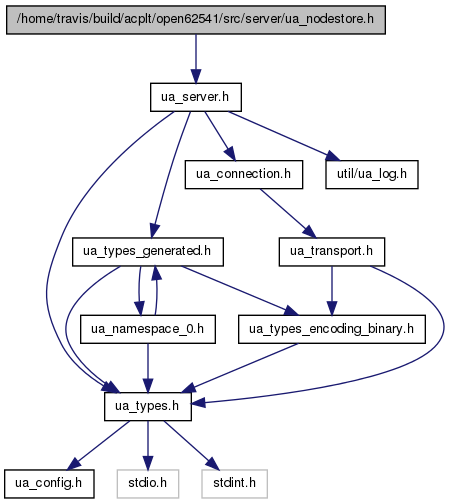 /home/travis/build/acplt/open62541/src/server/ua_nodestore.h
ua_server.h
ua_connection.h
util/ua_log.h
ua_types_generated.h
ua_transport.h
ua_namespace_0.h
ua_types_encoding_binary.h
ua_types.h
ua_config.h
stdio.h
stdint.h